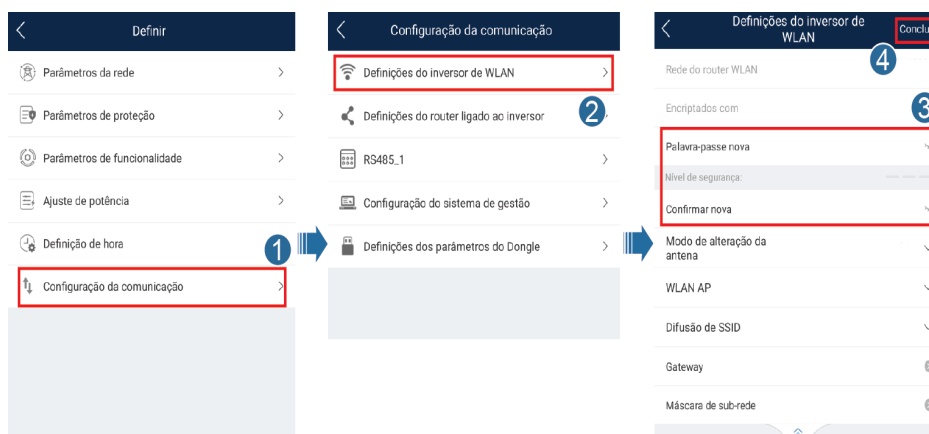 Definir
Parâmetros da rede
Parâmetros de proteção
Parâmetros de funcionalidade
Ajuste de potência
Definição de hora
1
Configuração da comunicação
Configuração da comunicação
Definições do inversor de WLAN
2
Definições do router ligado ao inversor
RS485_1
Configuração do sistema de gestão
Definições dos parâmetros do Dongle
Definições do inversor de
WLAN
Conclu
4
Rede do router WLAN
Encriptados com
3
Palavra-passe nova
Nível de segurança:
Confirmar nova
Modo de alteração da
antena
WLAN AP
Difusão de SSID
Gateway
Máscara de sub-rede